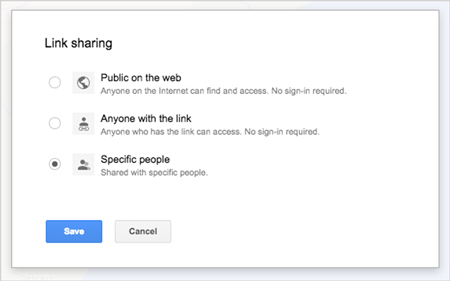 Link sharing
Public on the web
Anyone on the Internet can find and access. No sign-in required.
Anyone with the link
Anyone who has the link can access. No sign-in required.
Specific people
Shared with specific people.
Save
Cancel